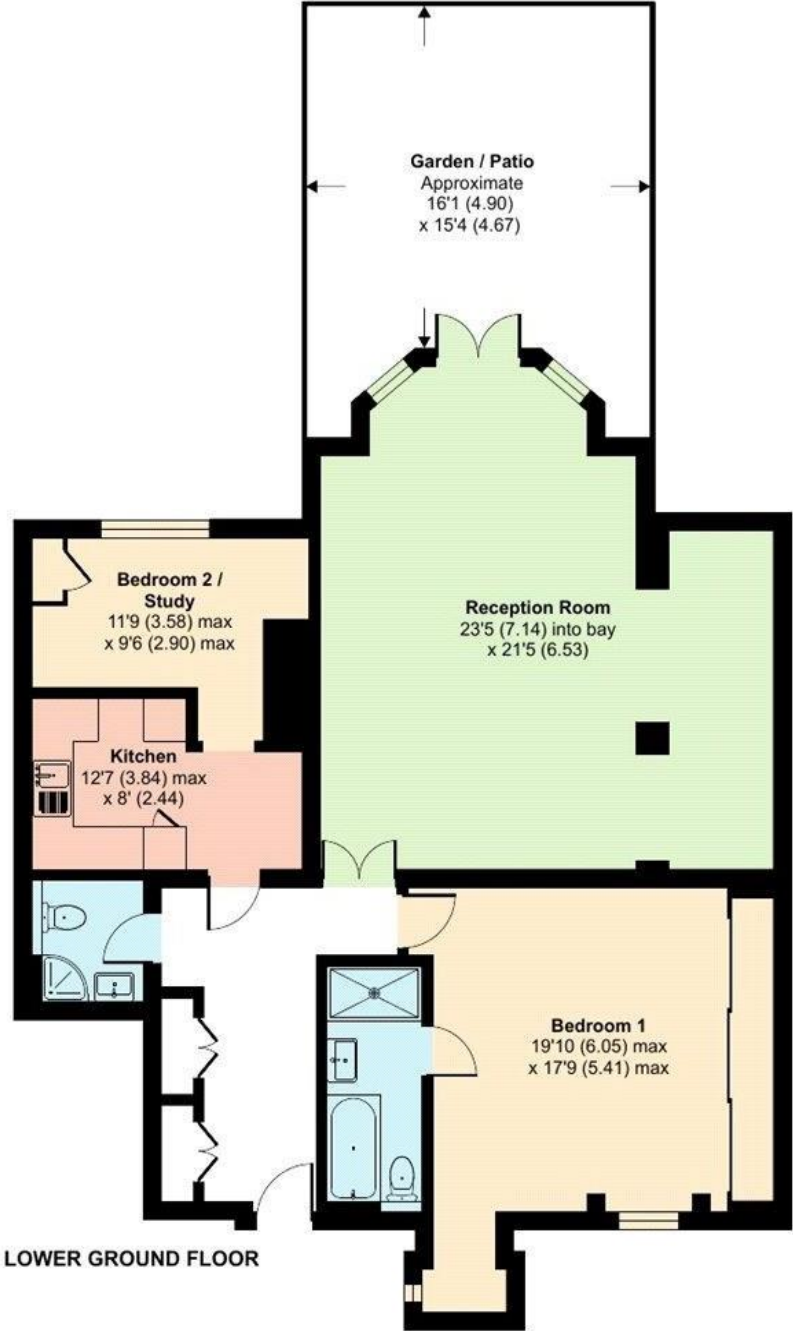 Garden / Patio
Approximate
16'1 (4.90)
x 15'4 (4.67)
Bedroom 2 /
Study
11'9 (3.58) max
x 9'6 (2.90) max
Reception Room
23'5 (7.14) into bay
x 21'5 (6.53)
Kitchen
12'7 (3.84) max
x 8' (2.44)
Bedroom 1
19'10 (6.05) max
x 17'9 (5.41) max
LOWER GROUND FLOOR